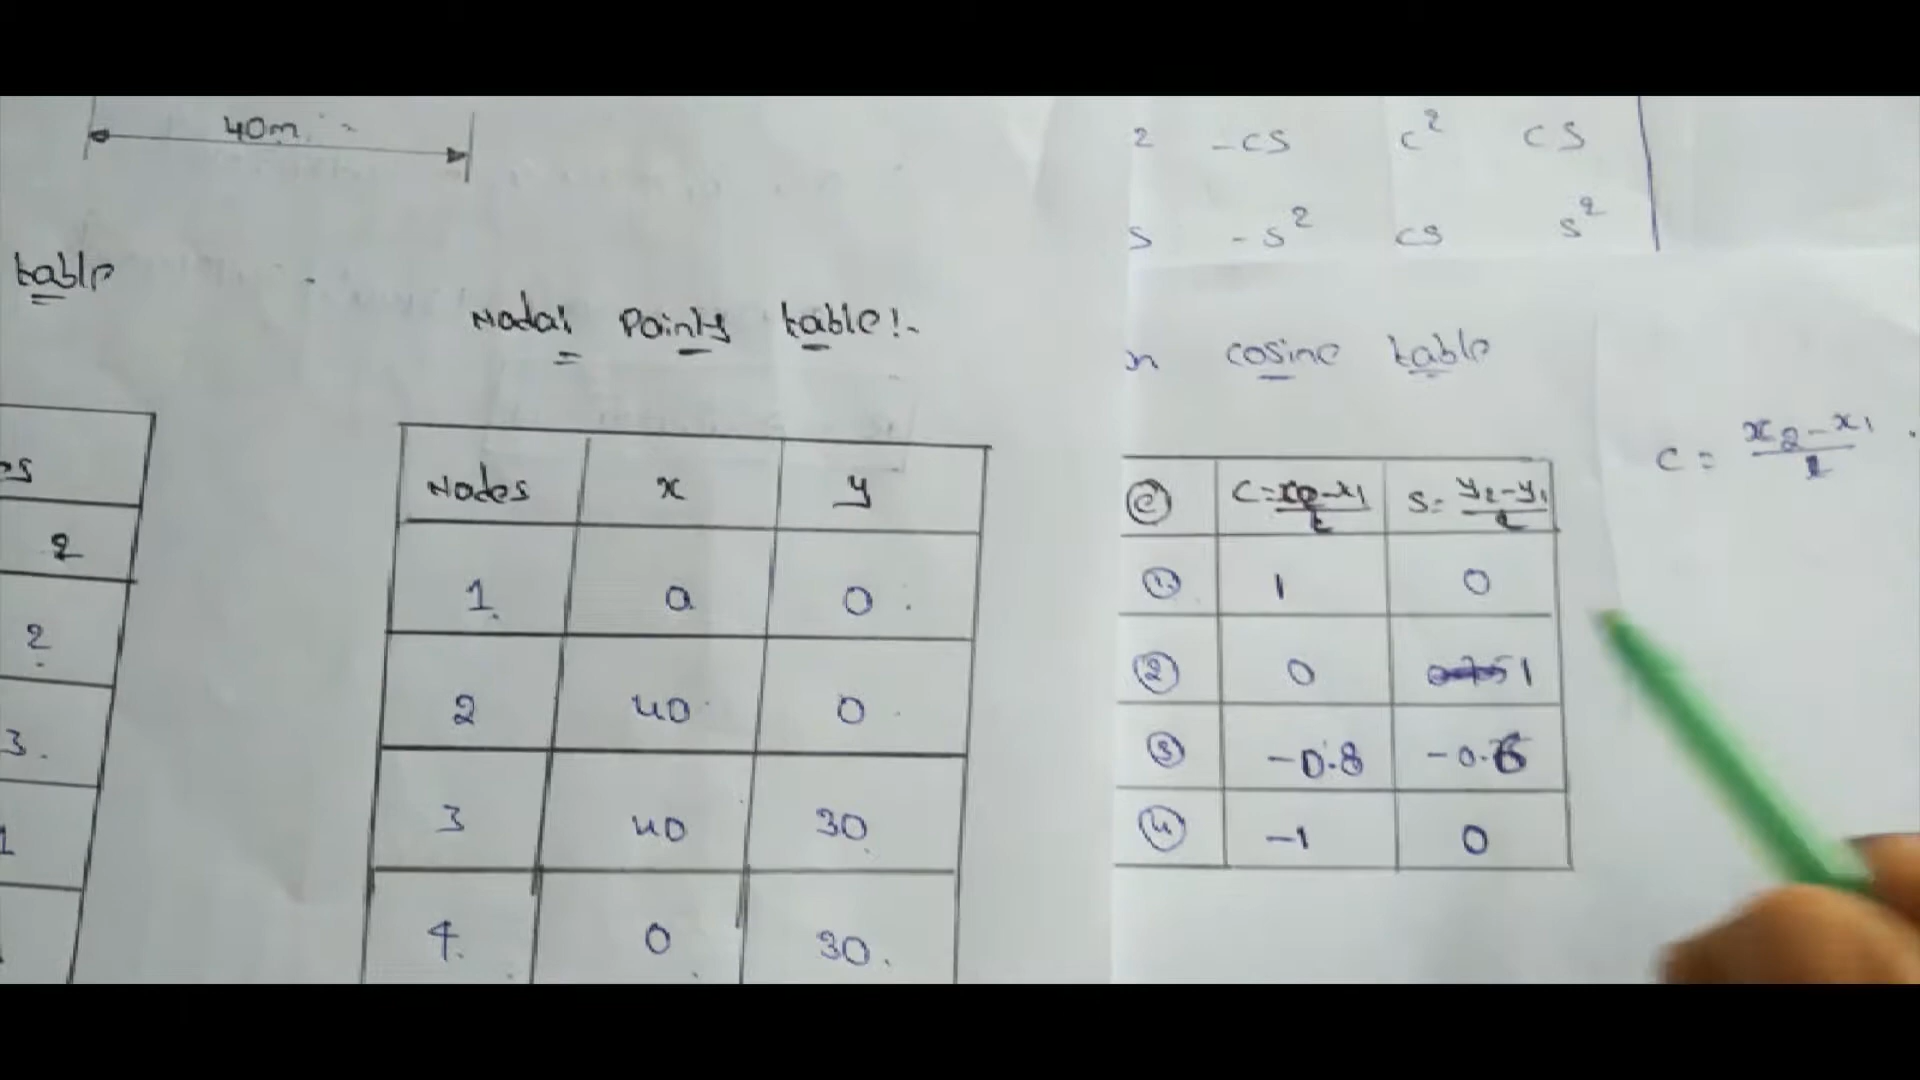 40m
2 -cs c² cs
s -s² cs s²
table
Nodal Points table:-
n cosine table
C = x2-x1 / l
es
2
2
3.
1
Nodes x y
1 0 0
2 40 0
3 40 30
4 0 30
e C=x2-x1/l S=y2-y1/l
1 1 0
2 0 1
3 -0.8 -0.6
4 -1 0